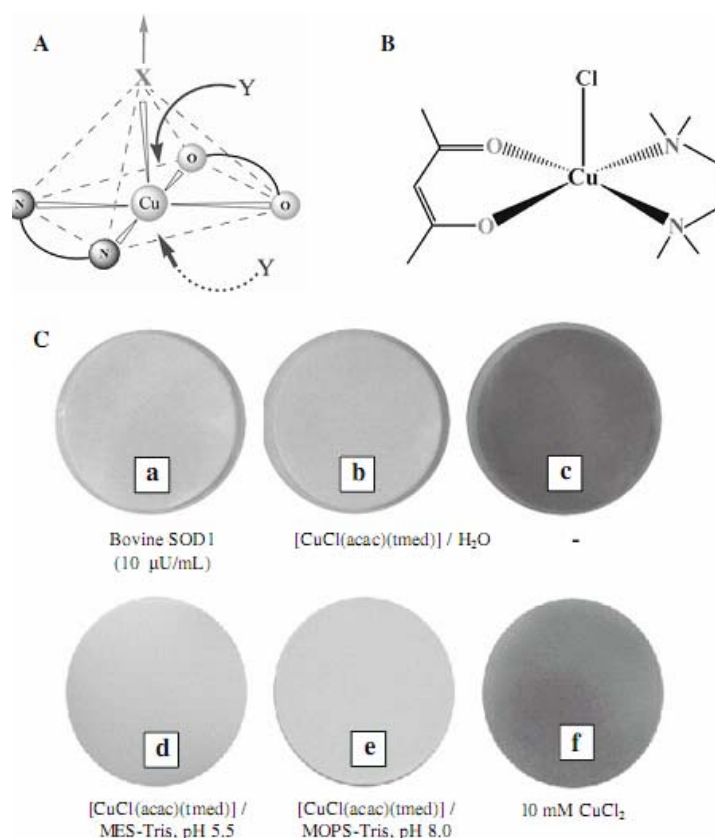 A
X
Y
O
N
Cu
O
N
Y
B
Cl
O
N
Cu
O
N
C
a
b
c
Bovine SOD1
(10 µU/mL)
[CuCl(acac)(tmed)] / H₂O
-
d
e
f
[CuCl(acac)(tmed)] /
MES-Tris, pH 5.5
[CuCl(acac)(tmed)] /
MOPS-Tris, pH 8.0
10 mM CuCl₂